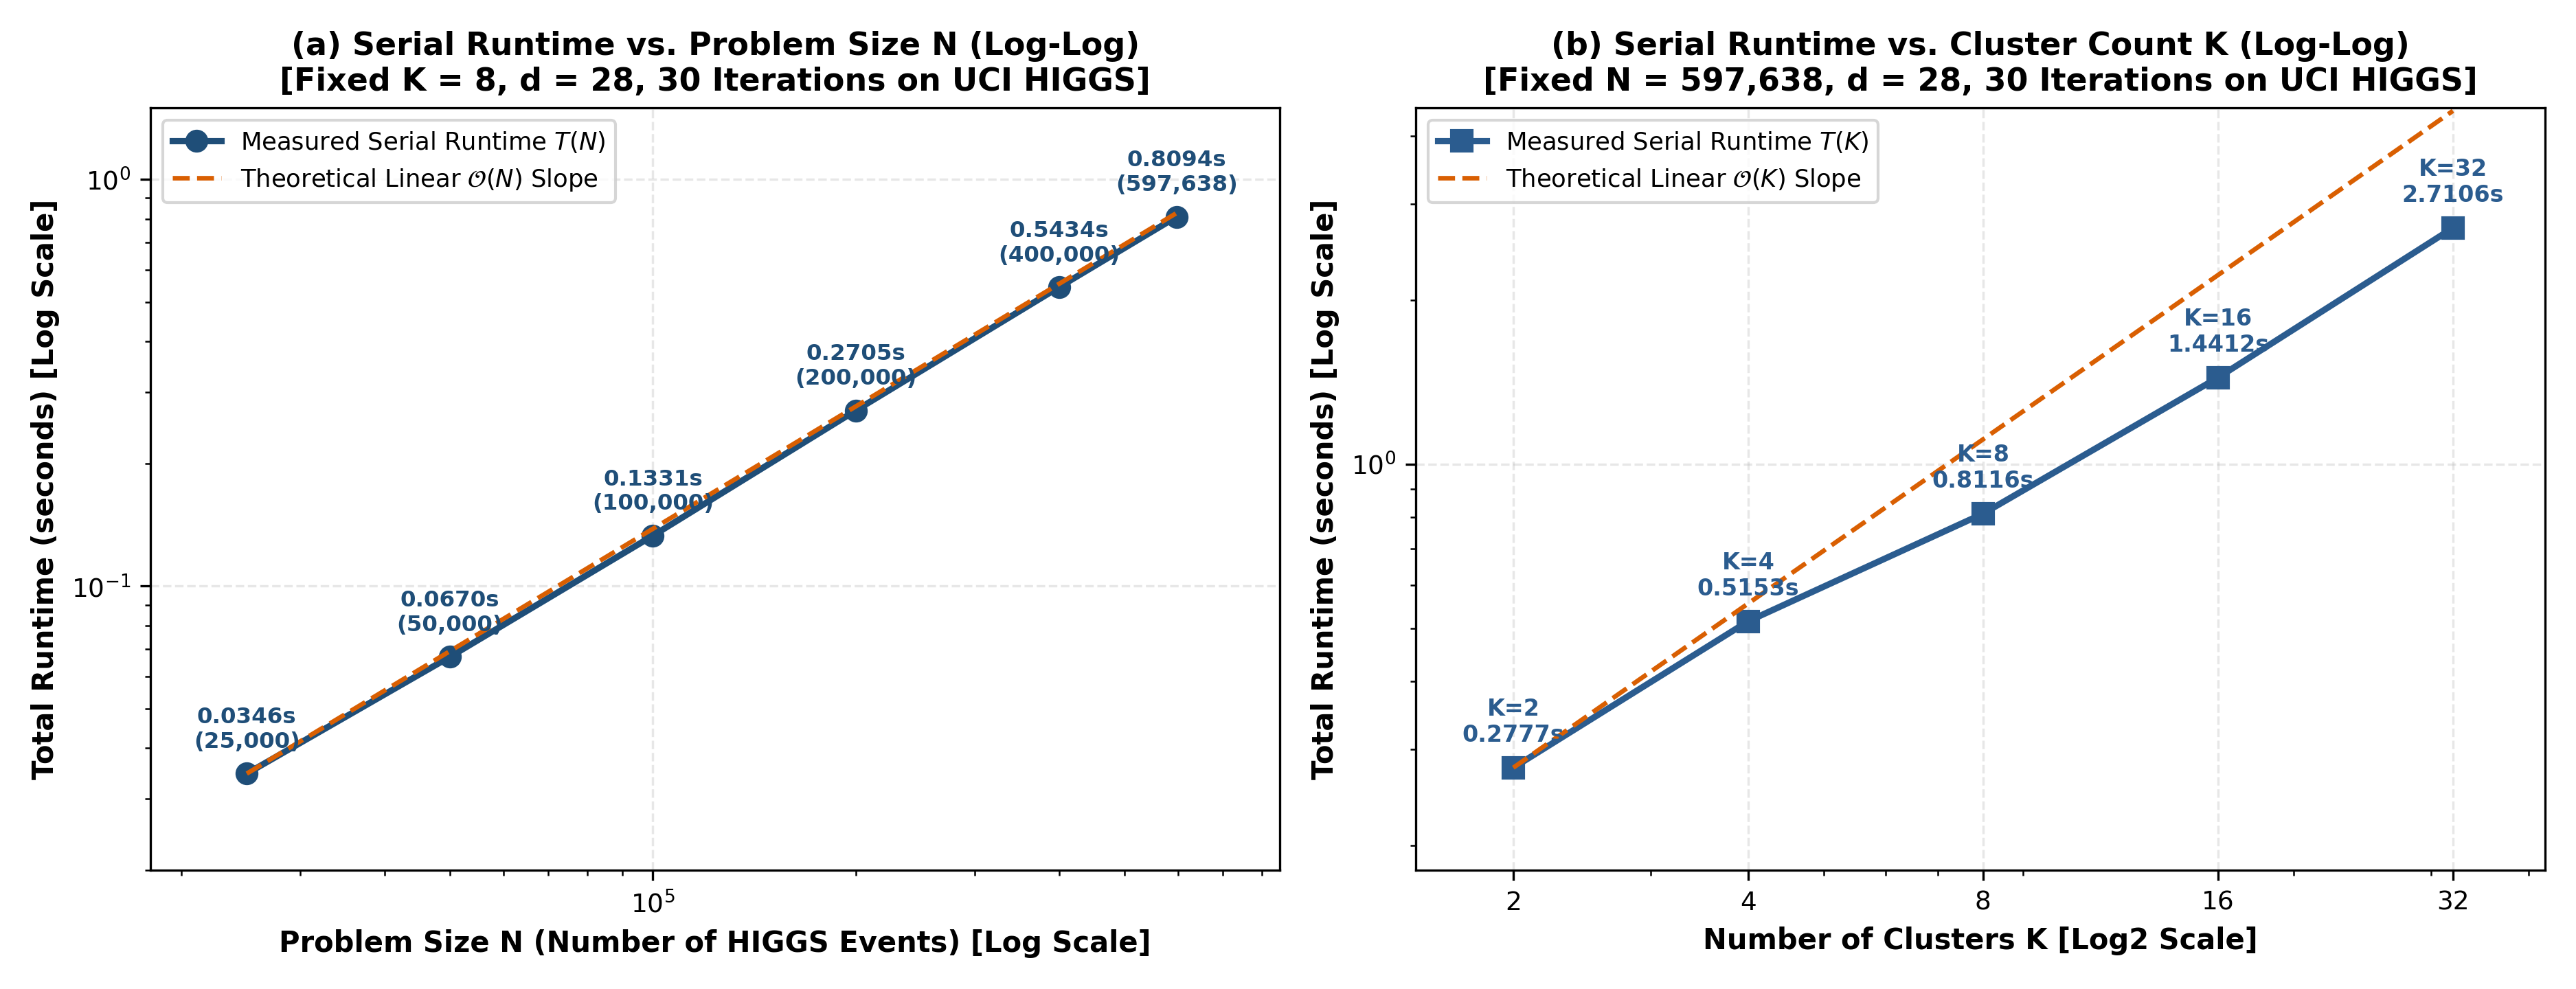 (a) Serial Runtime vs. Problem Size N (Log-Log)
[Fixed K = 8, d = 28, 30 Iterations on UCI HIGGS]
Measured Serial Runtime T(N)
Theoretical Linear 𝒪(N) Slope
Total Runtime (seconds) [Log Scale]
10⁰
10⁻¹
0.0346s
(25,000)
0.0670s
(50,000)
0.1331s
(100,000)
0.2705s
(200,000)
0.5434s
(400,000)
0.8094s
(597,638)
10⁵
Problem Size N (Number of HIGGS Events) [Log Scale]
(b) Serial Runtime vs. Cluster Count K (Log-Log)
[Fixed N = 597,638, d = 28, 30 Iterations on UCI HIGGS]
Measured Serial Runtime T(K)
Theoretical Linear 𝒪(K) Slope
Total Runtime (seconds) [Log Scale]
10⁰
K=2
0.2777s
K=4
0.5153s
K=8
0.8116s
K=16
1.4412s
K=32
2.7106s
2 4 8 16 32
Number of Clusters K [Log2 Scale]